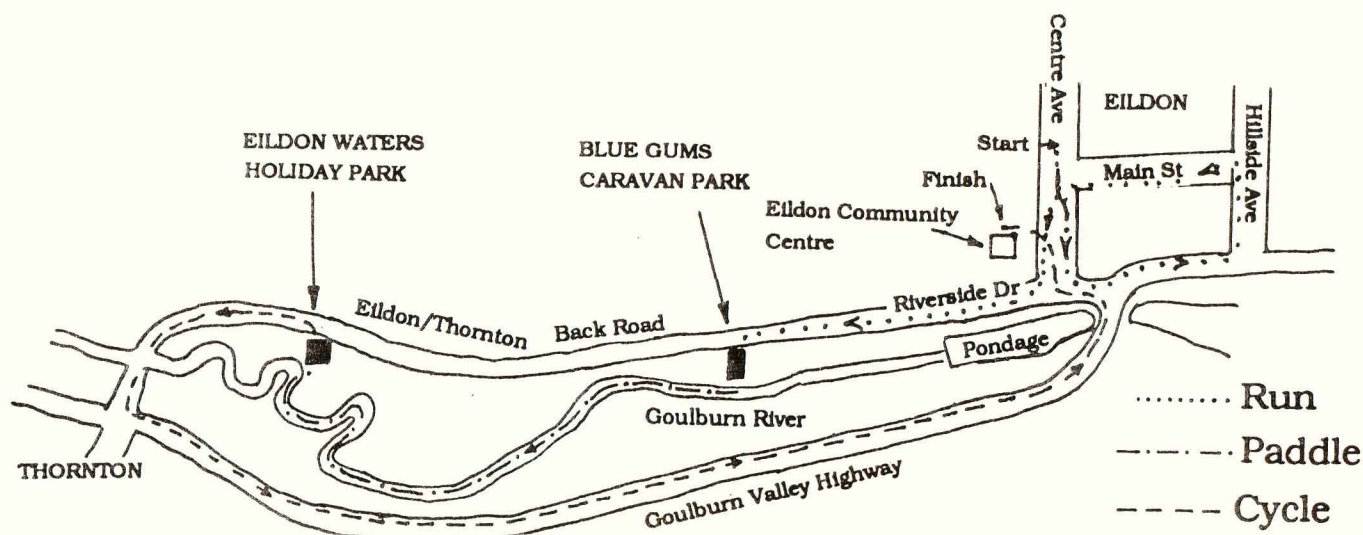 Centre Ave
EILDON
Hillside Ave
EILDON WATERS
HOLIDAY PARK
BLUE GUMS
CARAVAN PARK
Start
Main St
Finish
Eildon Community
Centre
Riverside Dr
Eildon/Thornton
Back Road
Pondage
Goulburn River
Run
THORNTON
Paddle
Goulburn Valley Highway
Cycle